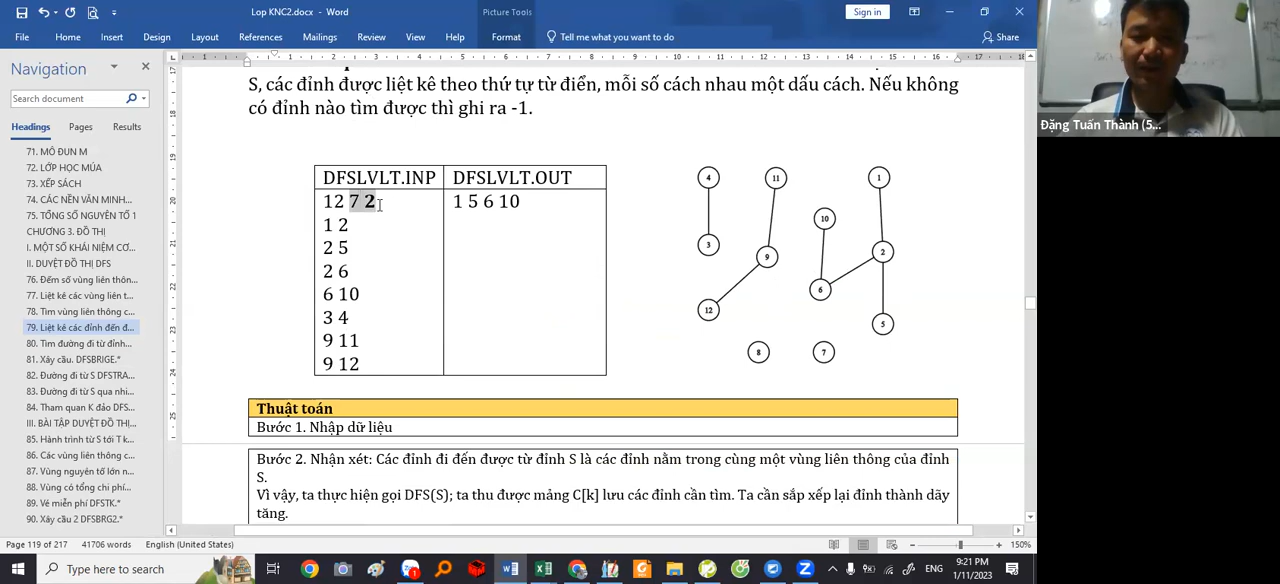 Lop KNC2.docx - Word
Picture Tools
Sign in
File
Home
Insert
Design
Layout
References
Mailings
Review
View
Help
Format
Tell me what you want to do
Share
Navigation
Search document
Headings
Pages
Results
71. MÔ ĐUN M
72. LỚP HỌC MÚA
73. XẾP SÁCH
74. CÁC NỀN VĂN MINH...
75. TỔNG SỐ NGUYÊN TỐ 1
CHƯƠNG 3. ĐỒ THỊ
I. MỘT SỐ KHÁI NIỆM CƠ...
II. DUYỆT ĐỒ THỊ DFS
76. Đếm số vùng liên thôn...
77. Liệt kê các vùng liên t...
78. Tìm vùng liên thông c...
79. Liệt kê các đỉnh đến đ...
80. Tìm đường đi từ đỉnh...
81. Xây cầu. DFSBRIGE.*
82. Đường đi từ S DFSTRA...
83. Đường đi từ S qua nhi...
84. Tham quan K đảo DFS...
III. BÀI TẬP DUYỆT ĐỒ THỊ...
85. Hành trình từ S tới T k...
86. Các vùng liên thông c...
87. Vùng nguyên tố lớn n...
88. Vùng có tổng chi phí...
89. Vé miễn phí DFSTK.*
90. Xây cầu 2 DFSBRG2.*
S, các đỉnh được liệt kê theo thứ tự từ điển, mỗi số cách nhau một dấu cách. Nếu không
có đỉnh nào tìm được thì ghi ra -1.
DFSLVLT.INP
DFSLVLT.OUT
12 7 2
1 5 6 10
1 2
2 5
2 6
6 10
3 4
9 11
9 12
4
11
1
10
3
9
2
12
6
5
8
7
Thuật toán
Bước 1. Nhập dữ liệu
Bước 2. Nhận xét: Các đỉnh đi đến được từ đỉnh S là các đỉnh nằm trong cùng một vùng liên thông của đỉnh
S.
Vì vậy, ta thực hiện gọi DFS(S); ta thu được mảng C[k] lưu các đỉnh cần tìm. Ta cần sắp xếp lại đỉnh thành dãy
tăng.
Đặng Tuấn Thành (5...
Page 119 of 217
41706 words
English (United States)
150%
Type here to search
ENG
9:21 PM
1/11/2023